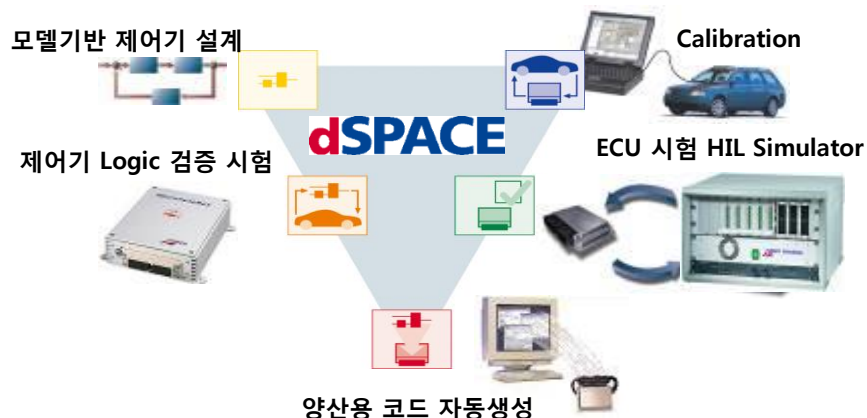 모델기반 제어기 설계
Calibration
dSPACE
제어기 Logic 검증 시험
ECU 시험 HIL Simulator
양산용 코드 자동생성